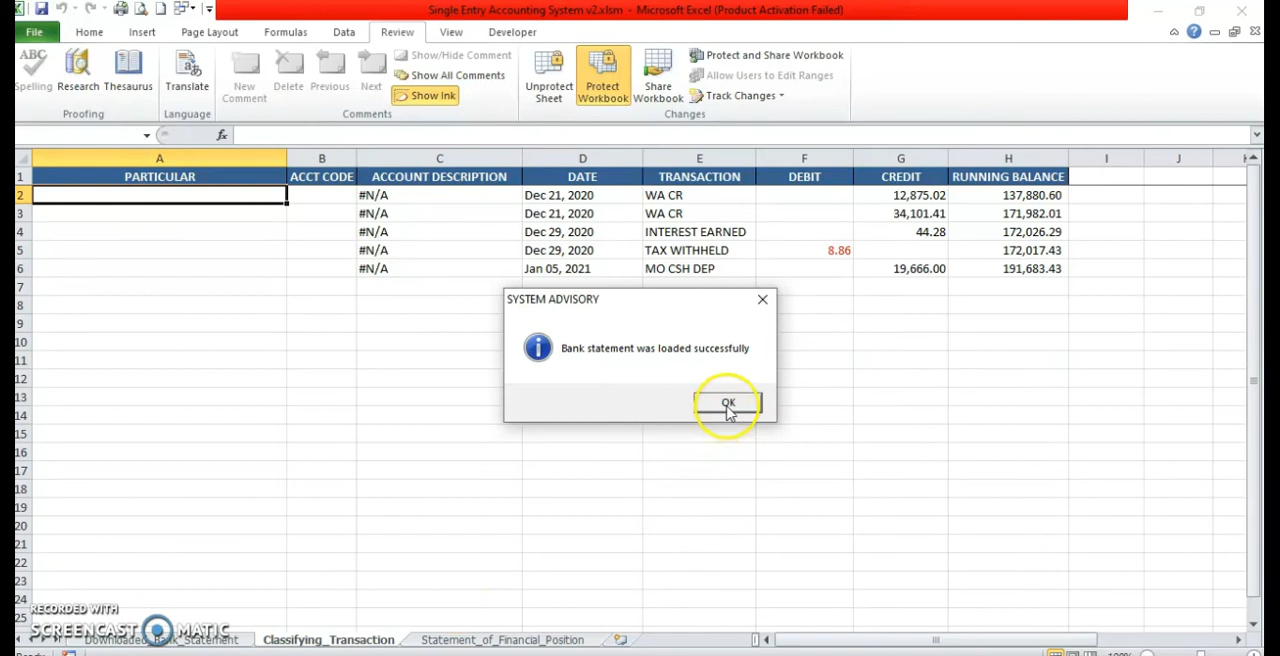 Single Entry Accounting System v2.xlsm - Microsoft Excel (Product Activation Failed)
File Home Insert Page Layout Formulas Data Review View Developer
ABC
Spelling Research Thesaurus
Proofing
Translate
Language
New Comment
Delete
Previous
Next
Show/Hide Comment
Show All Comments
Show Ink
Comments
Unprotect Sheet
Protect Workbook
Share Workbook
Protect and Share Workbook
Allow Users to Edit Ranges
Track Changes
Changes
fx
A B C D E F G H I J
1 PARTICULAR ACCT CODE ACCOUNT DESCRIPTION DATE TRANSACTION DEBIT CREDIT RUNNING BALANCE
2 #N/A Dec 21, 2020 WA CR 12,875.02 137,880.60
3 #N/A Dec 21, 2020 WA CR 34,101.41 171,982.01
4 #N/A Dec 29, 2020 INTEREST EARNED 44.28 172,026.29
5 #N/A Dec 29, 2020 TAX WITHHELD 8.86 172,017.43
6 #N/A Jan 05, 2021 MO CSH DEP 19,666.00 191,683.43
7
8
9
10
11
12
13
14
15
16
17
18
19
20
21
22
23
24
25
SYSTEM ADVISORY
Bank statement was loaded successfully
OK
RECORDED WITH
SCREENCAST MATIC
Downloaded_Bank_Statement Classifying_Transaction Statement_of_Financial_Position